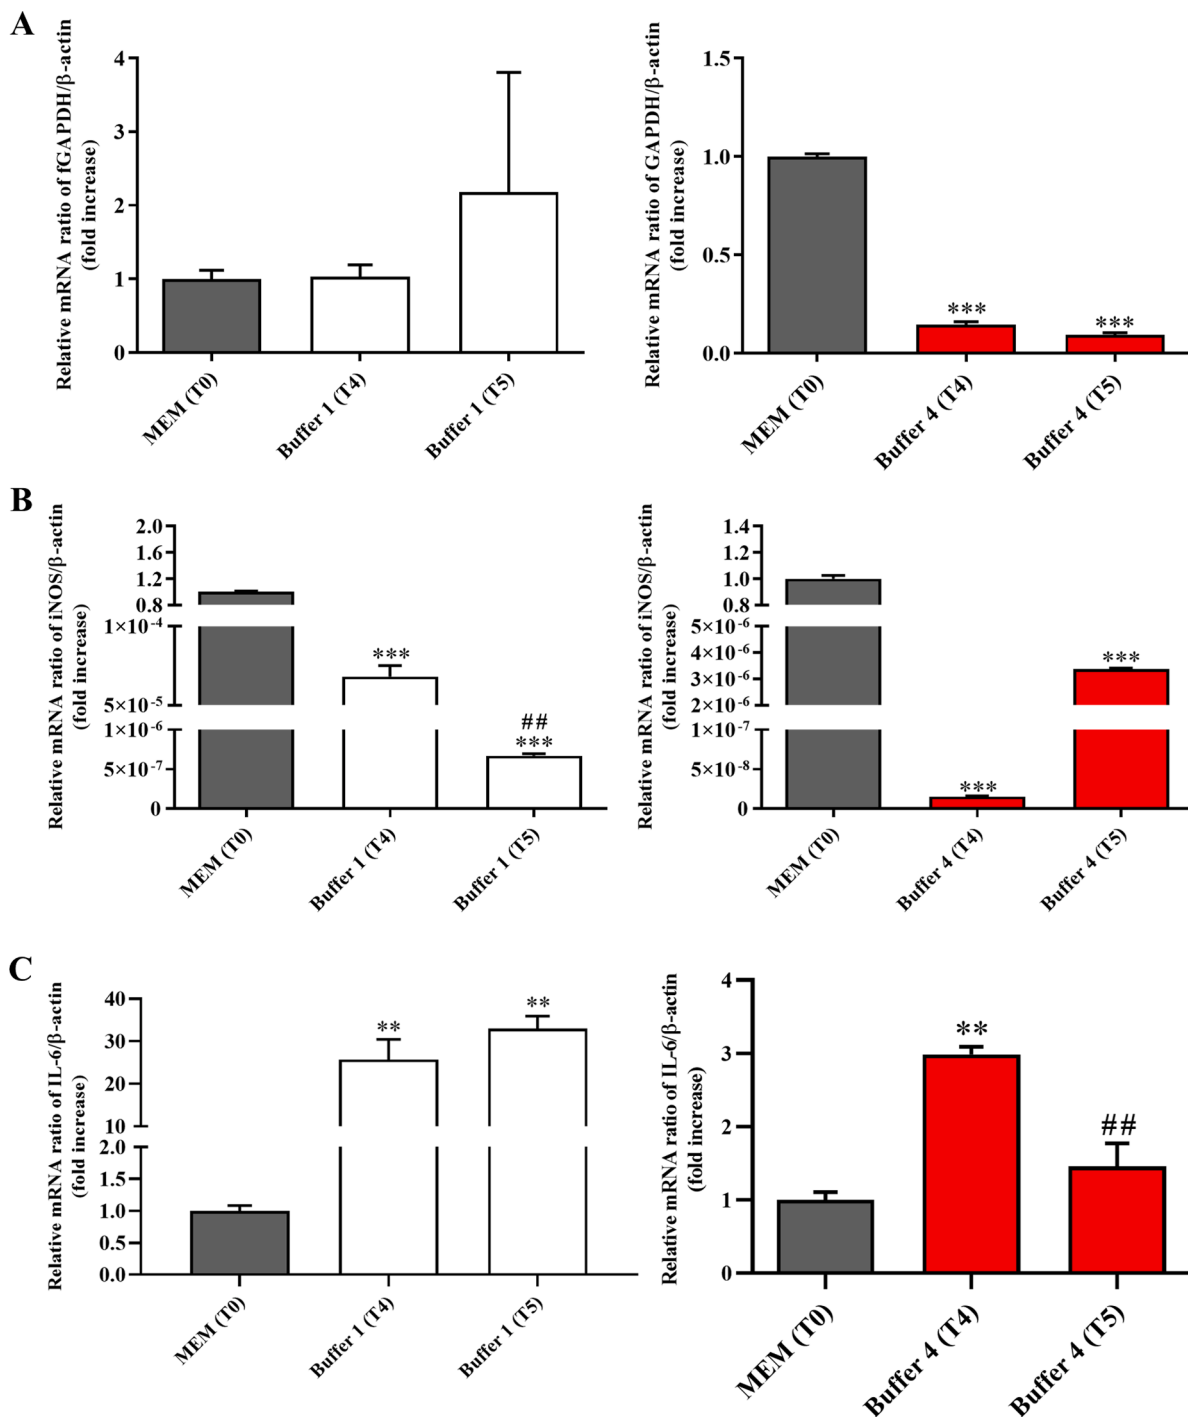 A
Relative mRNA ratio of fGAPDH/β-actin
(fold increase)
4
3
2
1
0
MEM (T0)
Buffer 1 (T4)
Buffer 1 (T5)
Relative mRNA ratio of GAPDH/β-actin
(fold increase)
1.5
1.0
0.5
0.0
***
***
MEM (T0)
Buffer 4 (T4)
Buffer 4 (T5)
B
Relative mRNA ratio of iNOS/β-actin
(fold increase)
2.0
1.6
1.2
0.8
1×10⁻⁴
5×10⁻⁵
1×10⁻⁶
5×10⁻⁷
0
***
##
***
MEM (T0)
Buffer 1 (T4)
Buffer 1 (T5)
Relative mRNA ratio of iNOS/β-actin
(fold increase)
1.4
1.2
1.0
0.8
5×10⁻⁶
4×10⁻⁶
3×10⁻⁶
2×10⁻⁶
1×10⁻⁷
5×10⁻⁸
0
***
***
MEM (T0)
Buffer 4 (T4)
Buffer 4 (T5)
C
Relative mRNA ratio of IL-6/β-actin
(fold increase)
40
30
20
10
2.0
1.5
1.0
0.5
0.0
**
**
MEM (T0)
Buffer 1 (T4)
Buffer 1 (T5)
Relative mRNA ratio of IL-6/β-actin
(fold increase)
4
3
2
1
0
**
##
MEM (T0)
Buffer 4 (T4)
Buffer 4 (T5)